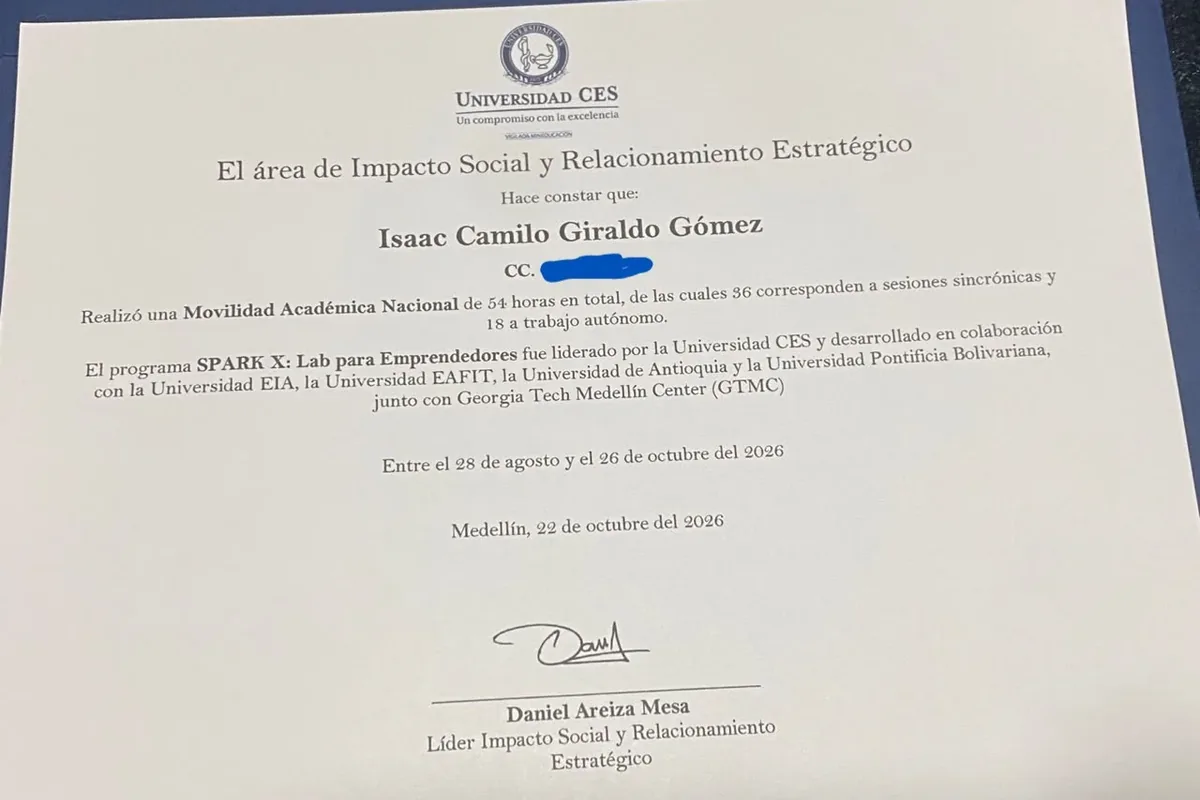 UNIVERSIDAD CES
UNIVERSIDAD CES
Un compromiso con la excelencia
VIGILADA MINEDUCACIÓN
El área de Impacto Social y Relacionamiento Estratégico
Hace constar que:
Isaac Camilo Giraldo Gómez
CC.
Realizó una Movilidad Académica Nacional de 54 horas en total, de las cuales 36 corresponden a sesiones sincrónicas y
18 a trabajo autónomo.
El programa SPARK X: Lab para Emprendedores fue liderado por la Universidad CES y desarrollado en colaboración
con la Universidad EIA, la Universidad EAFIT, la Universidad de Antioquia y la Universidad Pontificia Bolivariana,
junto con Georgia Tech Medellín Center (GTMC)
Entre el 28 de agosto y el 26 de octubre del 2026
Medellín, 22 de octubre del 2026
Daniel Areiza Mesa
Líder Impacto Social y Relacionamiento
Estratégico